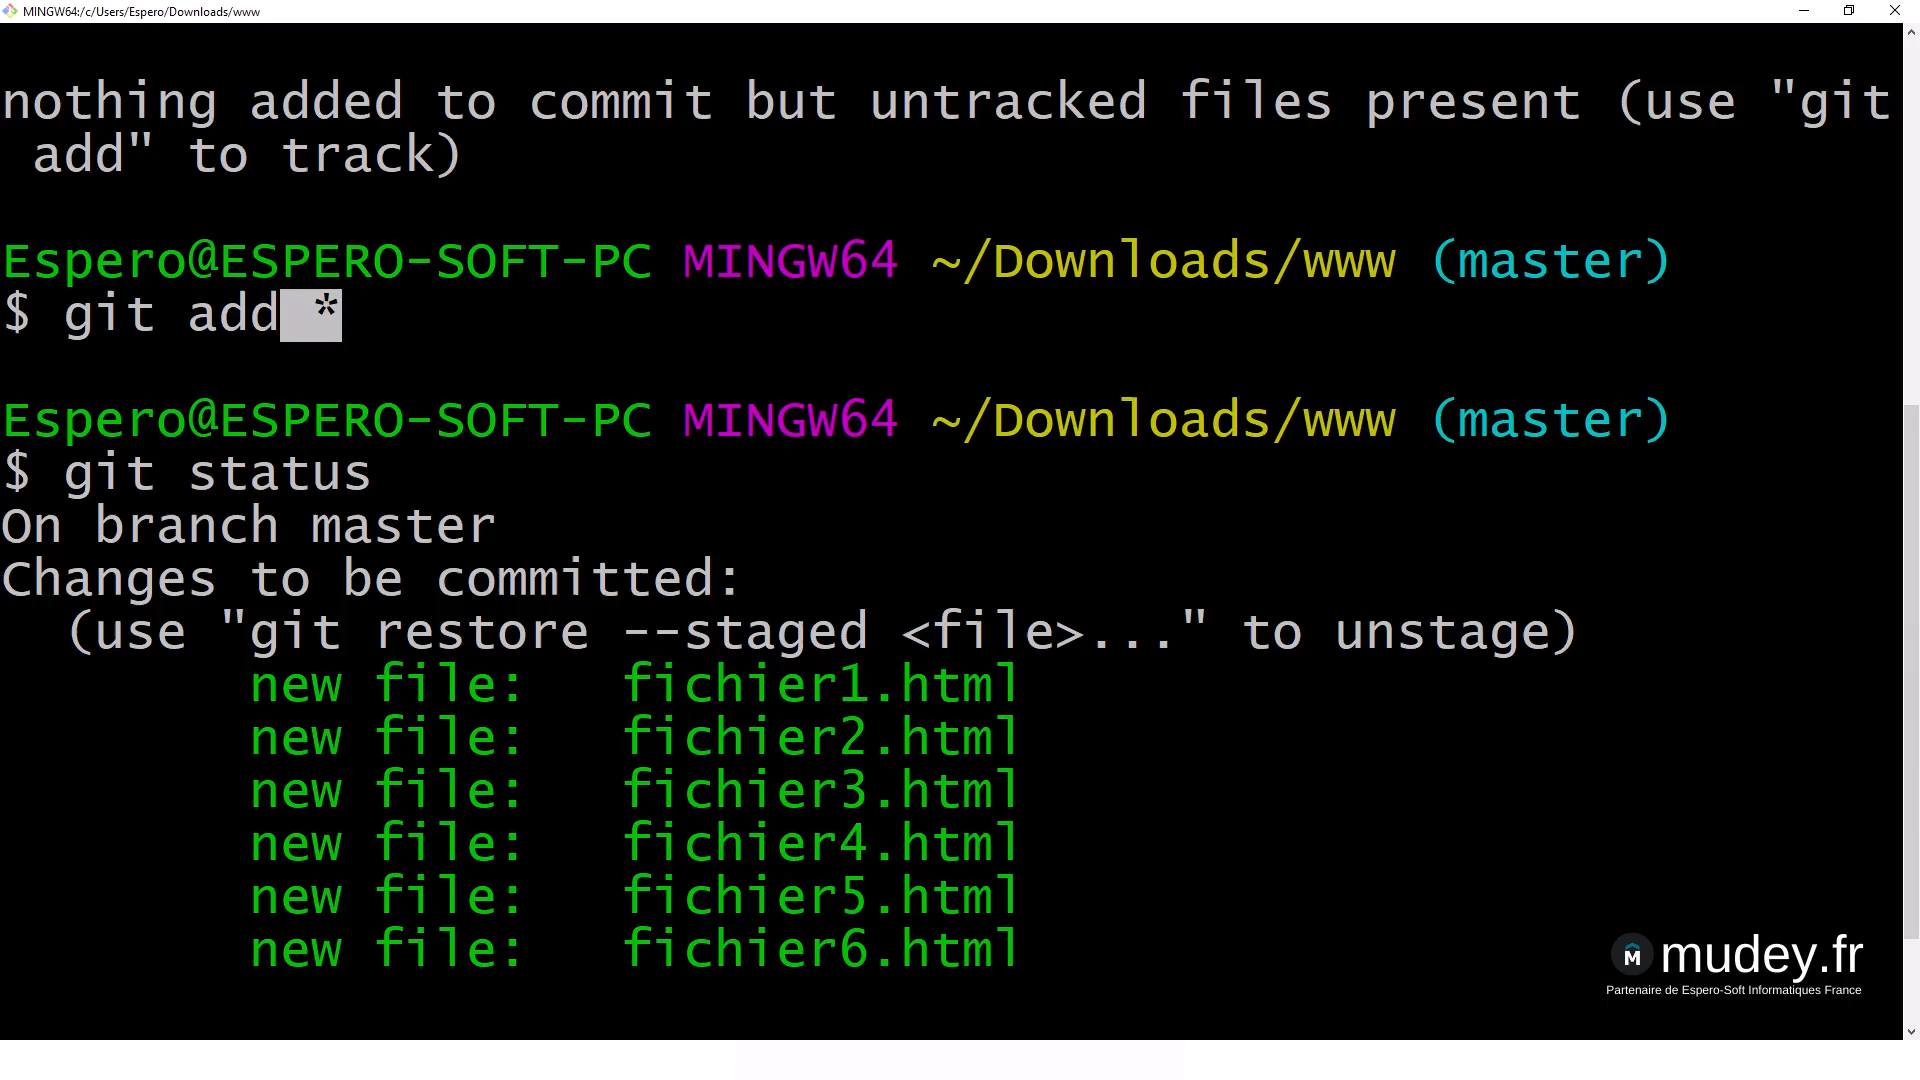 MINGW64:/c/Users/Espero/Downloads/www
nothing added to commit but untracked files present (use "git
add" to track)
Espero@ESPERO-SOFT-PC MINGW64 ~/Downloads/www (master)
$ git add *
Espero@ESPERO-SOFT-PC MINGW64 ~/Downloads/www (master)
$ git status
On branch master
Changes to be committed:
(use "git restore --staged <file>..." to unstage)
new file: fichier1.html
new file: fichier2.html
new file: fichier3.html
new file: fichier4.html
new file: fichier5.html
new file: fichier6.html
M mudey.fr
Partenaire de Espero-Soft Informatiques France